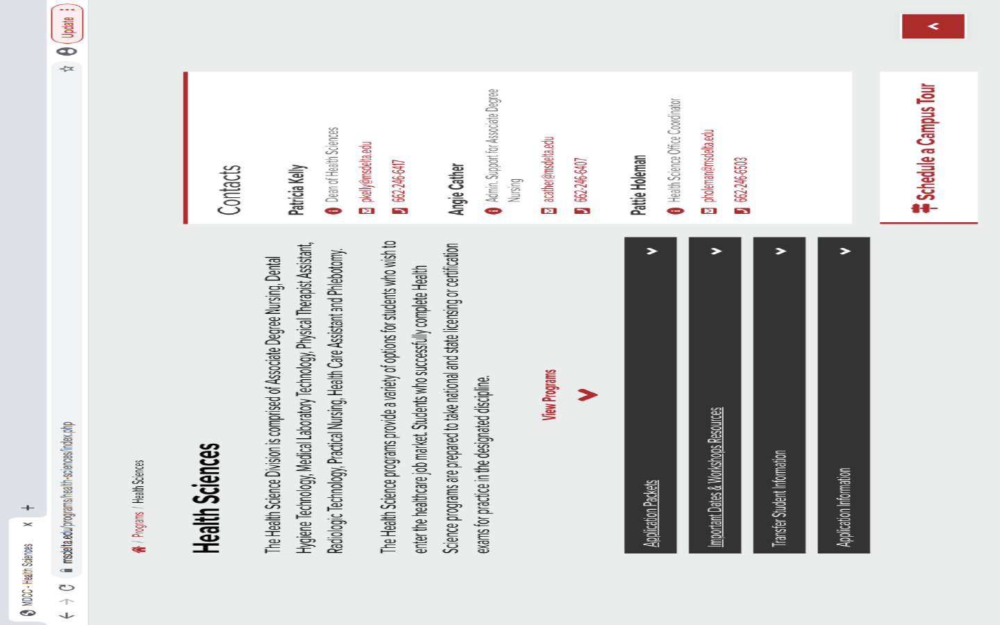 MDCC - Health Sciences
msdelta.edu/programs/health-sciences/index.php
Update
/ Programs / Health Sciences
Health Sciences
The Health Science Division is comprised of Associate Degree Nursing, Dental
Hygiene Technology, Medical Laboratory Technology, Physical Therapist Assistant,
Radiologic Technology, Practical Nursing, Health Care Assistant and Phlebotomy.
The Health Science programs provide a variety of options for students who wish to
enter the healthcare job market. Students who successfully complete Health
Science programs are prepared to take national and state licensing or certification
exams for practice in the designated discipline.
View Programs
Application Packets
Important Dates & Workshops Resources
Transfer Student Information
Application Information
Contacts
Patricia Kelly
Dean of Health Sciences
pkelly@msdelta.edu
662-246-6417
Angie Cather
Admin. Support for Associate Degree
Nursing
acather@msdelta.edu
662-246-6407
Pattie Holeman
Health Science Office Coordinator
pholeman@msdelta.edu
662-246-6503
Schedule a Campus Tour